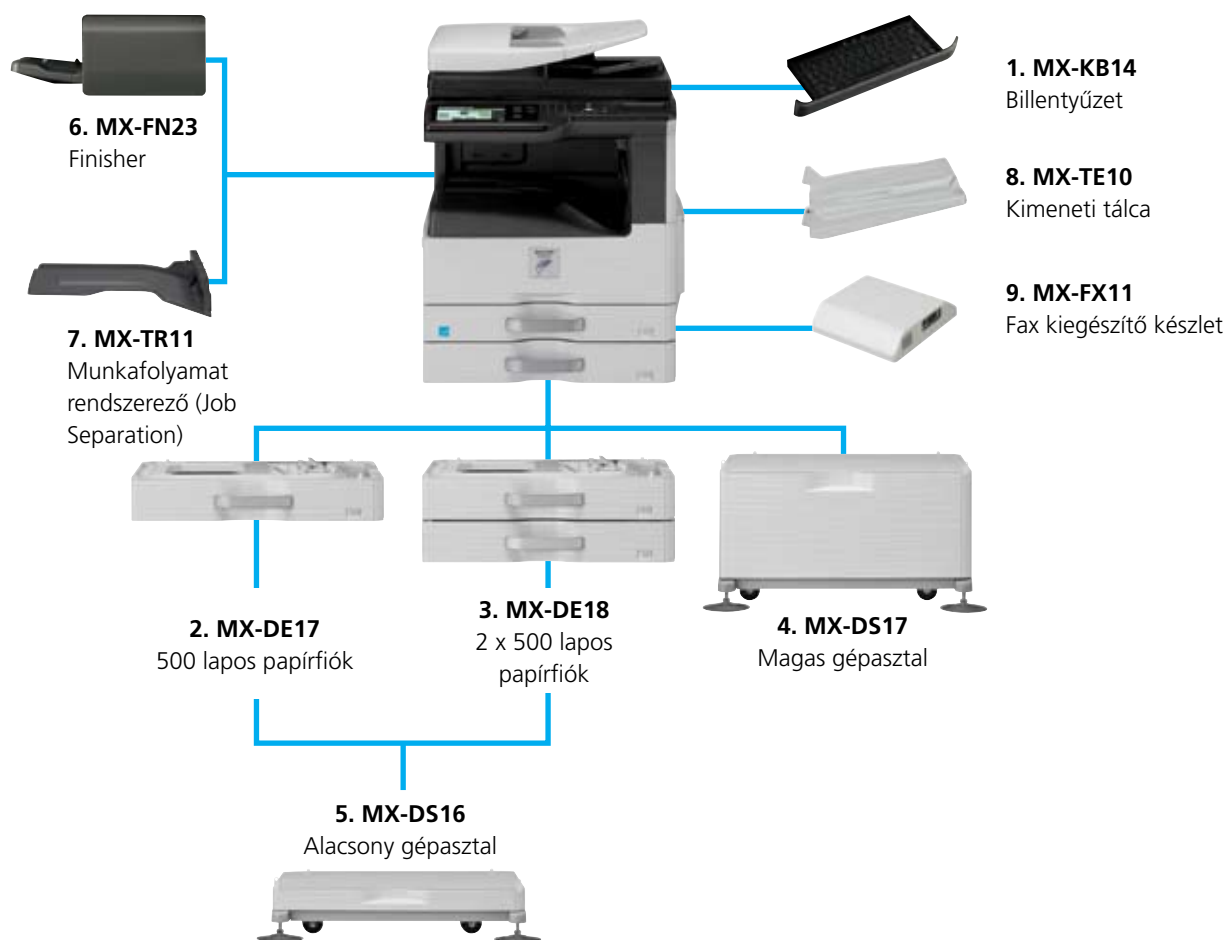 1. MX-KB14
Billentyűzet
6. MX-FN23
Finisher
8. MX-TE10
Kimeneti tálca
9. MX-FX11
Fax kiegészítő készlet
7. MX-TR11
Munkafolyamat
rendszerező (Job
Separation)
2. MX-DE17
500 lapos papírfiók
3. MX-DE18
2 x 500 lapos
papírfiók
4. MX-DS17
Magas gépasztal
5. MX-DS16
Alacsony gépasztal